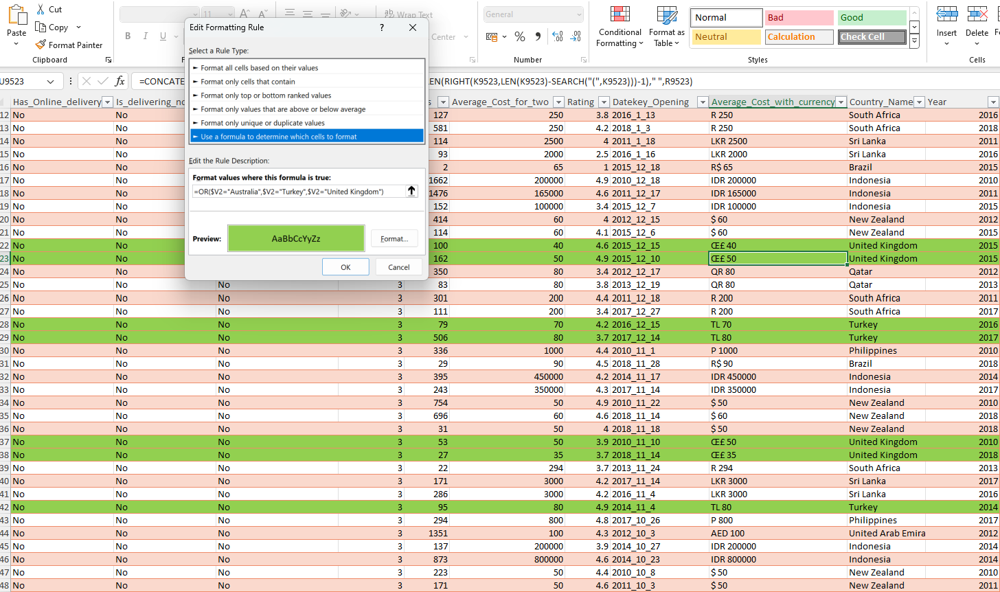 Paste
Cut
Copy
Format Painter
Clipboard
11
B I U
ab Wrap Text
Center
General
Number
Conditional Formatting
Format as Table
Normal
Bad
Good
Neutral
Calculation
Check Cell
Styles
Insert
Delete
Cells
U9523
fx
=CONCATE
EN(RIGHT(K9523,LEN(K9523)-SEARCH("(",K9523)))-1)," ",R9523)
Edit Formatting Rule
?
Select a Rule Type:
► Format all cells based on their values
► Format only cells that contain
► Format only top or bottom ranked values
► Format only values that are above or below average
► Format only unique or duplicate values
► Use a formula to determine which cells to format
Edit the Rule Description:
Format values where this formula is true:
=OR($V2="Australia",$V2="Turkey",$V2="United Kingdom")
Preview:
AaBbCcYyZz
Format...
OK
Cancel
Has_Online_delivery Is_delivering_no s Average_Cost_for_two Rating Datekey_Opening Average_Cost_with_currency Country_Name Year
12 No No 127 250 3.8 2016_1_13 R 250 South Africa 2016
13 No No 581 250 4.2 2018_1_3 R 250 South Africa 2018
14 No No 114 2500 4 2011_1_18 LKR 2500 Sri Lanka 2011
15 No No 93 2000 2.5 2016_1_16 LKR 2000 Sri Lanka 2016
16 No No 2 65 1 2015_12_18 R$ 65 Brazil 2015
17 No No 1662 200000 4.9 2010_12_18 IDR 200000 Indonesia 2010
18 No No 1476 165000 4.6 2011_12_17 IDR 165000 Indonesia 2011
19 No No 152 100000 3.4 2015_12_7 IDR 100000 Indonesia 2015
20 No No 414 60 4 2012_12_15 $ 60 New Zealand 2012
21 No No 114 60 4.1 2015_12_6 $ 60 New Zealand 2015
22 No No 100 40 4.6 2015_12_15 Œ£ 40 United Kingdom 2015
23 No No 162 50 4.9 2015_12_10 Œ£ 50 United Kingdom 2015
24 No No 350 80 3.4 2012_12_17 QR 80 Qatar 2012
25 No No No 3 83 80 3.8 2013_12_19 QR 80 Qatar 2013
26 No No No 3 301 200 4.4 2011_12_18 R 200 South Africa 2011
27 No No No 3 111 200 3.4 2017_12_27 R 200 South Africa 2017
28 No No No 3 79 70 4.2 2016_12_15 TL 70 Turkey 2016
29 No No No 3 506 80 3.7 2017_12_14 TL 80 Turkey 2017
30 No No No 3 336 1000 4.4 2010_11_1 P 1000 Philippines 2010
31 No No No 3 29 90 4.5 2018_11_28 R$ 90 Brazil 2018
32 No No No 3 395 450000 4.2 2014_11_17 IDR 450000 Indonesia 2014
33 No No No 3 243 350000 4.3 2017_11_14 IDR 350000 Indonesia 2017
34 No No No 3 754 50 4.9 2010_11_22 $ 50 New Zealand 2010
35 No No No 3 696 60 4.6 2018_11_14 $ 60 New Zealand 2018
36 No No No 3 31 50 4 2018_11_18 $ 50 New Zealand 2018
37 No No No 3 53 50 3.9 2010_11_10 Œ£ 50 United Kingdom 2010
38 No No No 3 27 35 3.7 2018_11_14 Œ£ 35 United Kingdom 2018
39 No No No 3 22 294 3.7 2013_11_24 R 294 South Africa 2013
40 No No No 3 171 3000 4.2 2017_11_14 LKR 3000 Sri Lanka 2017
41 No No No 3 286 3000 4.2 2016_11_4 LKR 3000 Sri Lanka 2016
42 No No No 3 95 80 4.9 2014_11_4 TL 80 Turkey 2014
43 No No No 3 294 800 4.8 2017_10_26 P 800 Philippines 2017
44 No No No 3 1351 100 4.3 2012_10_3 AED 100 United Arab Emira 2012
45 No No No 3 137 200000 3.9 2014_10_27 IDR 200000 Indonesia 2014
46 No No No 3 873 800000 4.6 2014_10_23 IDR 800000 Indonesia 2014
47 No No No 3 223 50 4.4 2010_10_8 $ 50 New Zealand 2010
48 No No No 3 171 50 4.6 2011_10_3 $ 50 New Zealand 2011